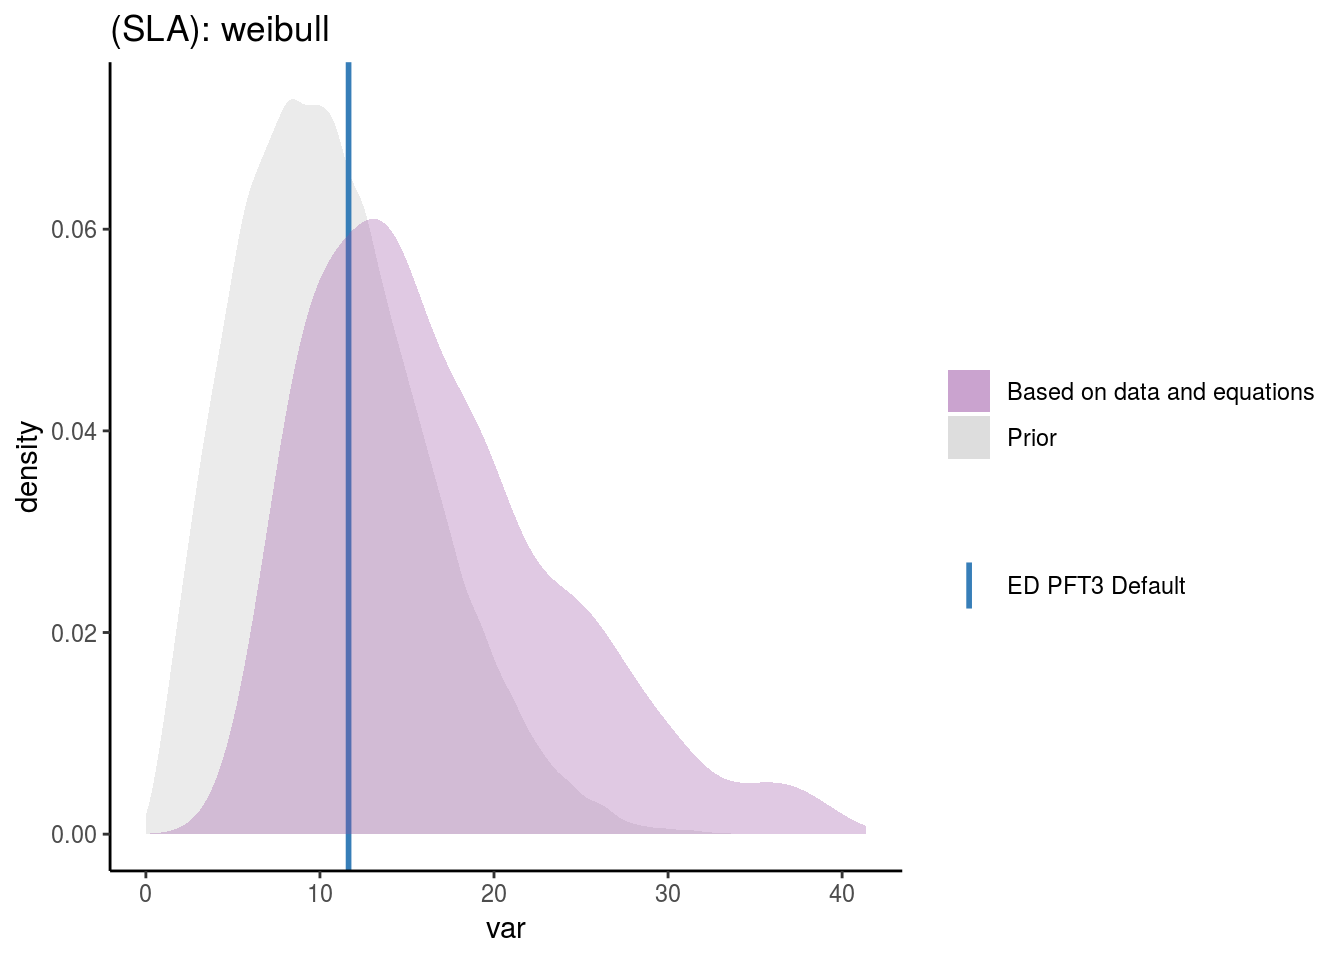 (SLA): weibull
density
0.06
0.04
0.02
0.00
0
10
20
30
40
var
Based on data and equations
Prior
ED PFT3 Default